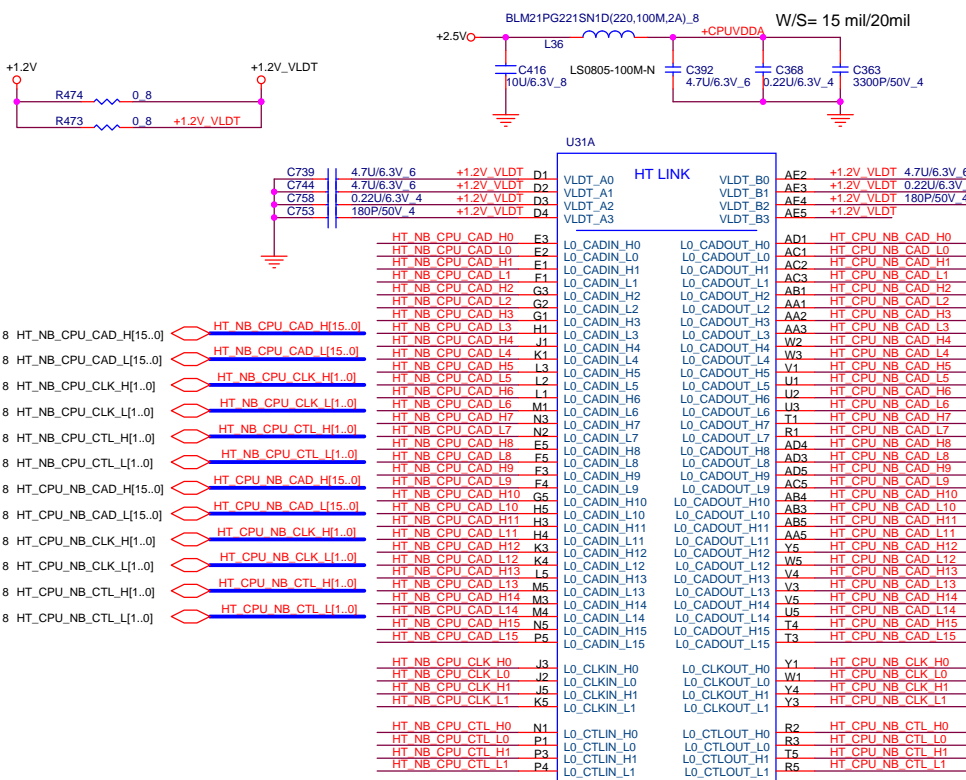 BLM21PG221SN1D(220,100M,2A)_8
W/S= 15 mil/20mil
+2.5V
+CPUVDDA
L36
LS0805-100M-N
C416
10U/6.3V_8
C392
4.7U/6.3V_6
C368
0.22U/6.3V_4
C363
3300P/50V_4
+1.2V
+1.2V_VLDT
R474 0_8
R473 0_8 +1.2V_VLDT
U31A
HT LINK
C739 4.7U/6.3V_6 +1.2V_VLDT D1 VLDT_A0 VLDT_B0 AE2 +1.2V_VLDT 4.7U/6.3V_6
C744 4.7U/6.3V_6 +1.2V_VLDT D2 VLDT_A1 VLDT_B1 AE3 +1.2V_VLDT 0.22U/6.3V
C758 0.22U/6.3V_4 +1.2V_VLDT D3 VLDT_A2 VLDT_B2 AE4 +1.2V_VLDT 180P/50V_4
C753 180P/50V_4 +1.2V_VLDT D4 VLDT_A3 VLDT_B3 AE5 +1.2V_VLDT
HT_NB_CPU_CAD_H0 E3 L0_CADIN_H0 L0_CADOUT_H0 AD1 HT_CPU_NB_CAD_H0
HT_NB_CPU_CAD_L0 E2 L0_CADIN_L0 L0_CADOUT_L0 AC1 HT_CPU_NB_CAD_L0
HT_NB_CPU_CAD_H1 E1 L0_CADIN_H1 L0_CADOUT_H1 AC2 HT_CPU_NB_CAD_H1
HT_NB_CPU_CAD_L1 F1 L0_CADIN_L1 L0_CADOUT_L1 AC3 HT_CPU_NB_CAD_L1
HT_NB_CPU_CAD_H2 G3 L0_CADIN_H2 L0_CADOUT_H2 AB1 HT_CPU_NB_CAD_H2
HT_NB_CPU_CAD_L2 G2 L0_CADIN_L2 L0_CADOUT_L2 AA1 HT_CPU_NB_CAD_L2
HT_NB_CPU_CAD_H3 G1 L0_CADIN_H3 L0_CADOUT_H3 AA2 HT_CPU_NB_CAD_H3
HT_NB_CPU_CAD_L3 H1 L0_CADIN_L3 L0_CADOUT_L3 AA3 HT_CPU_NB_CAD_L3
HT_NB_CPU_CAD_H4 J1 L0_CADIN_H4 L0_CADOUT_H4 W2 HT_CPU_NB_CAD_H4
HT_NB_CPU_CAD_L4 K1 L0_CADIN_L4 L0_CADOUT_L4 W3 HT_CPU_NB_CAD_L4
HT_NB_CPU_CAD_H5 L3 L0_CADIN_H5 L0_CADOUT_H5 V1 HT_CPU_NB_CAD_H5
HT_NB_CPU_CAD_L5 L2 L0_CADIN_L5 L0_CADOUT_L5 U1 HT_CPU_NB_CAD_L5
HT_NB_CPU_CAD_H6 L1 L0_CADIN_H6 L0_CADOUT_H6 U2 HT_CPU_NB_CAD_H6
HT_NB_CPU_CAD_L6 M1 L0_CADIN_L6 L0_CADOUT_L6 U3 HT_CPU_NB_CAD_L6
HT_NB_CPU_CAD_H7 N3 L0_CADIN_H7 L0_CADOUT_H7 T1 HT_CPU_NB_CAD_H7
HT_NB_CPU_CAD_L7 N2 L0_CADIN_L7 L0_CADOUT_L7 R1 HT_CPU_NB_CAD_L7
HT_NB_CPU_CAD_H8 E5 L0_CADIN_H8 L0_CADOUT_H8 AD4 HT_CPU_NB_CAD_H8
HT_NB_CPU_CAD_L8 F5 L0_CADIN_L8 L0_CADOUT_L8 AD3 HT_CPU_NB_CAD_L8
HT_NB_CPU_CAD_H9 F3 L0_CADIN_H9 L0_CADOUT_H9 AD5 HT_CPU_NB_CAD_H9
HT_NB_CPU_CAD_L9 F4 L0_CADIN_L9 L0_CADOUT_L9 AC5 HT_CPU_NB_CAD_L9
HT_NB_CPU_CAD_H10 G5 L0_CADIN_H10 L0_CADOUT_H10 AB4 HT_CPU_NB_CAD_H10
HT_NB_CPU_CAD_L10 H5 L0_CADIN_L10 L0_CADOUT_L10 AB3 HT_CPU_NB_CAD_L10
HT_NB_CPU_CAD_H11 H3 L0_CADIN_H11 L0_CADOUT_H11 AB5 HT_CPU_NB_CAD_H11
HT_NB_CPU_CAD_L11 H4 L0_CADIN_L11 L0_CADOUT_L11 AA5 HT_CPU_NB_CAD_L11
HT_NB_CPU_CAD_H12 K3 L0_CADIN_H12 L0_CADOUT_H12 Y5 HT_CPU_NB_CAD_H12
HT_NB_CPU_CAD_L12 K4 L0_CADIN_L12 L0_CADOUT_L12 W5 HT_CPU_NB_CAD_L12
HT_NB_CPU_CAD_H13 L5 L0_CADIN_H13 L0_CADOUT_H13 V4 HT_CPU_NB_CAD_H13
HT_NB_CPU_CAD_L13 M5 L0_CADIN_L13 L0_CADOUT_L13 V3 HT_CPU_NB_CAD_L13
HT_NB_CPU_CAD_H14 M3 L0_CADIN_H14 L0_CADOUT_H14 V5 HT_CPU_NB_CAD_H14
HT_NB_CPU_CAD_L14 M4 L0_CADIN_L14 L0_CADOUT_L14 U5 HT_CPU_NB_CAD_L14
HT_NB_CPU_CAD_H15 N5 L0_CADIN_H15 L0_CADOUT_H15 T4 HT_CPU_NB_CAD_H15
HT_NB_CPU_CAD_L15 P5 L0_CADIN_L15 L0_CADOUT_L15 T3 HT_CPU_NB_CAD_L15
HT_NB_CPU_CLK_H0 J3 L0_CLKIN_H0 L0_CLKOUT_H0 Y1 HT_CPU_NB_CLK_H0
HT_NB_CPU_CLK_L0 J2 L0_CLKIN_L0 L0_CLKOUT_L0 W1 HT_CPU_NB_CLK_L0
HT_NB_CPU_CLK_H1 J5 L0_CLKIN_H1 L0_CLKOUT_H1 Y4 HT_CPU_NB_CLK_H1
HT_NB_CPU_CLK_L1 K5 L0_CLKIN_L1 L0_CLKOUT_L1 Y3 HT_CPU_NB_CLK_L1
HT_NB_CPU_CTL_H0 N1 L0_CTLIN_H0 L0_CTLOUT_H0 R2 HT_CPU_NB_CTL_H0
HT_NB_CPU_CTL_L0 P1 L0_CTLIN_L0 L0_CTLOUT_L0 R3 HT_CPU_NB_CTL_L0
HT_NB_CPU_CTL_H1 P3 L0_CTLIN_H1 L0_CTLOUT_H1 T5 HT_CPU_NB_CTL_H1
HT_NB_CPU_CTL_L1 P4 L0_CTLIN_L1 L0_CTLOUT_L1 R5 HT_CPU_NB_CTL_L1
8 HT_NB_CPU_CAD_H[15..0] HT_NB_CPU_CAD_H[15..0]
8 HT_NB_CPU_CAD_L[15..0] HT_NB_CPU_CAD_L[15..0]
8 HT_NB_CPU_CLK_H[1..0] HT_NB_CPU_CLK_H[1..0]
8 HT_NB_CPU_CLK_L[1..0] HT_NB_CPU_CLK_L[1..0]
8 HT_NB_CPU_CTL_H[1..0] HT_NB_CPU_CTL_H[1..0]
8 HT_NB_CPU_CTL_L[1..0] HT_NB_CPU_CTL_L[1..0]
8 HT_CPU_NB_CAD_H[15..0] HT_CPU_NB_CAD_H[15..0]
8 HT_CPU_NB_CAD_L[15..0] HT_CPU_NB_CAD_L[15..0]
8 HT_CPU_NB_CLK_H[1..0] HT_CPU_NB_CLK_H[1..0]
8 HT_CPU_NB_CLK_L[1..0] HT_CPU_NB_CLK_L[1..0]
8 HT_CPU_NB_CTL_H[1..0] HT_CPU_NB_CTL_H[1..0]
8 HT_CPU_NB_CTL_L[1..0] HT_CPU_NB_CTL_L[1..0]